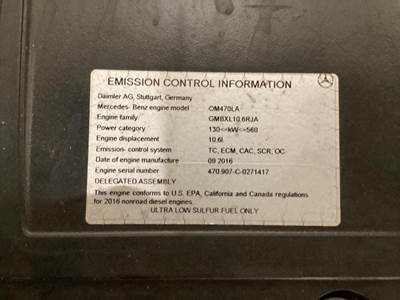 EMISSION CONTROL INFORMATION
Daimler AG, Stuttgart, Germany
Mercedes- Benz engine model OM470LA
Engine family GMBXL10.6RJA
Power category 130<=kW<=560
Engine displacement 10.6l
Emission- control system TC, ECM, CAC, SCR, OC
Date of engine manufacture 09 2016
Engine serial number 470.907-C-0271417
DELEGATED ASSEMBLY
This engine conforms to U.S. EPA, California and Canada regulations
for 2016 nonroad diesel engines.
ULTRA LOW SULFUR FUEL ONLY